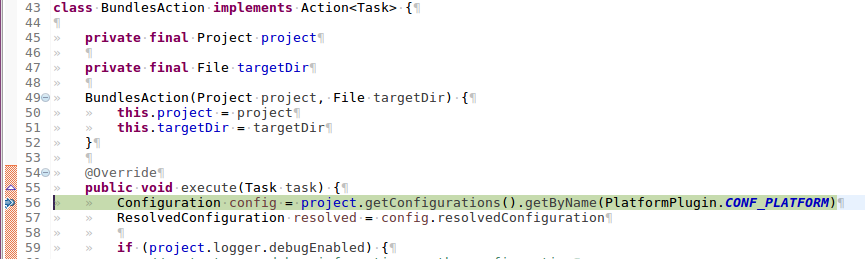 43 class BundlesAction implements Action<Task> {¶
44 ¶
45 » private final Project project¶
46 » ¶
47 » private final File targetDir¶
48 » ¶
49 » BundlesAction(Project project, File targetDir) {¶
50 » » this.project = project¶
51 » » this.targetDir = targetDir¶
52 » }¶
53 » ¶
54 » @Override¶
55 » public void execute(Task task) {¶
56 » » Configuration config = project.getConfigurations().getByName(PlatformPlugin.CONF_PLATFORM)¶
57 » » ResolvedConfiguration resolved = config.resolvedConfiguration¶
58 » » ¶
59 » » if (project.logger.debugEnabled) {¶